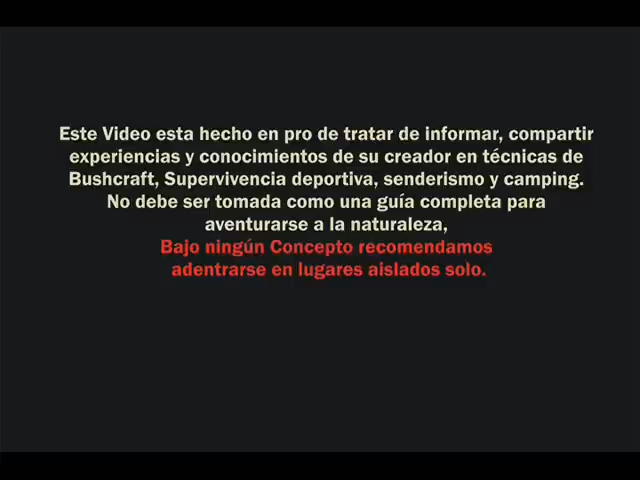 Este Video esta hecho en pro de tratar de informar, compartir
experiencias y conocimientos de su creador en técnicas de
Bushcraft, Supervivencia deportiva, senderismo y camping.
No debe ser tomada como una guía completa para
aventurarse a la naturaleza,
Bajo ningún Concepto recomendamos
adentrarse en lugares aislados solo.